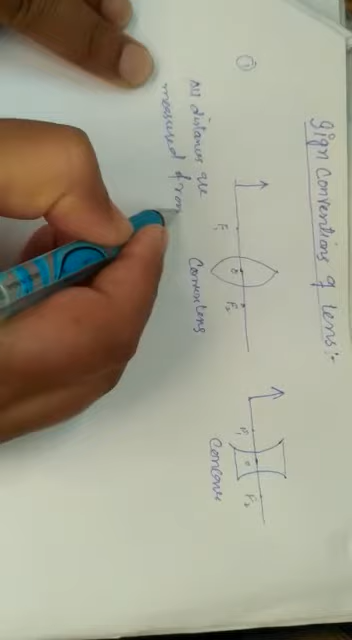 Sign Conventions of lens:-
①
F₁ O F₂
F₁ O F₂
Convex lens
Concave
All distances are
measured from